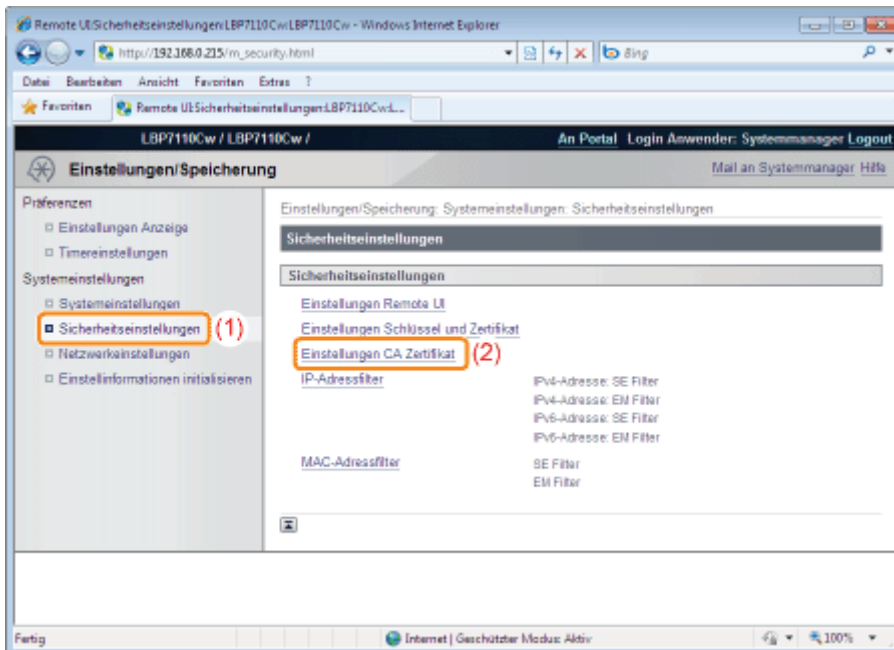 Remote UI:Sicherheitseinstellungen:LBP7110Cw:LBP7110Cw - Windows Internet Explorer
http://192.168.0.215/m_security.html
Bing
Datei Bearbeiten Ansicht Favoriten Extras ?
Favoriten
Remote UI:Sicherheitseinstellungen:LBP7110Cw:L...
LBP7110Cw / LBP7110Cw /
An Portal Login Anwender: Systemmanager Logout
Einstellungen/Speicherung
Mail an Systemmanager Hilfe
Präferenzen
Einstellungen Anzeige
Timereinstellungen
Systemeinstellungen
Systemeinstellungen
Sicherheitseinstellungen (1)
Netzwerkeinstellungen
Einstellinformationen initialisieren
Einstellungen/Speicherung: Systemeinstellungen: Sicherheitseinstellungen
Sicherheitseinstellungen
Sicherheitseinstellungen
Einstellungen Remote UI
Einstellungen Schlüssel und Zertifikat
Einstellungen CA Zertifikat (2)
IP-Adressfilter
IPv4-Adresse: SE Filter
IPv4-Adresse: EM Filter
IPv6-Adresse: SE Filter
IPv6-Adresse: EM Filter
MAC-Adressfilter
SE Filter
EM Filter
Fertig
Internet | Geschützter Modus: Aktiv
100%